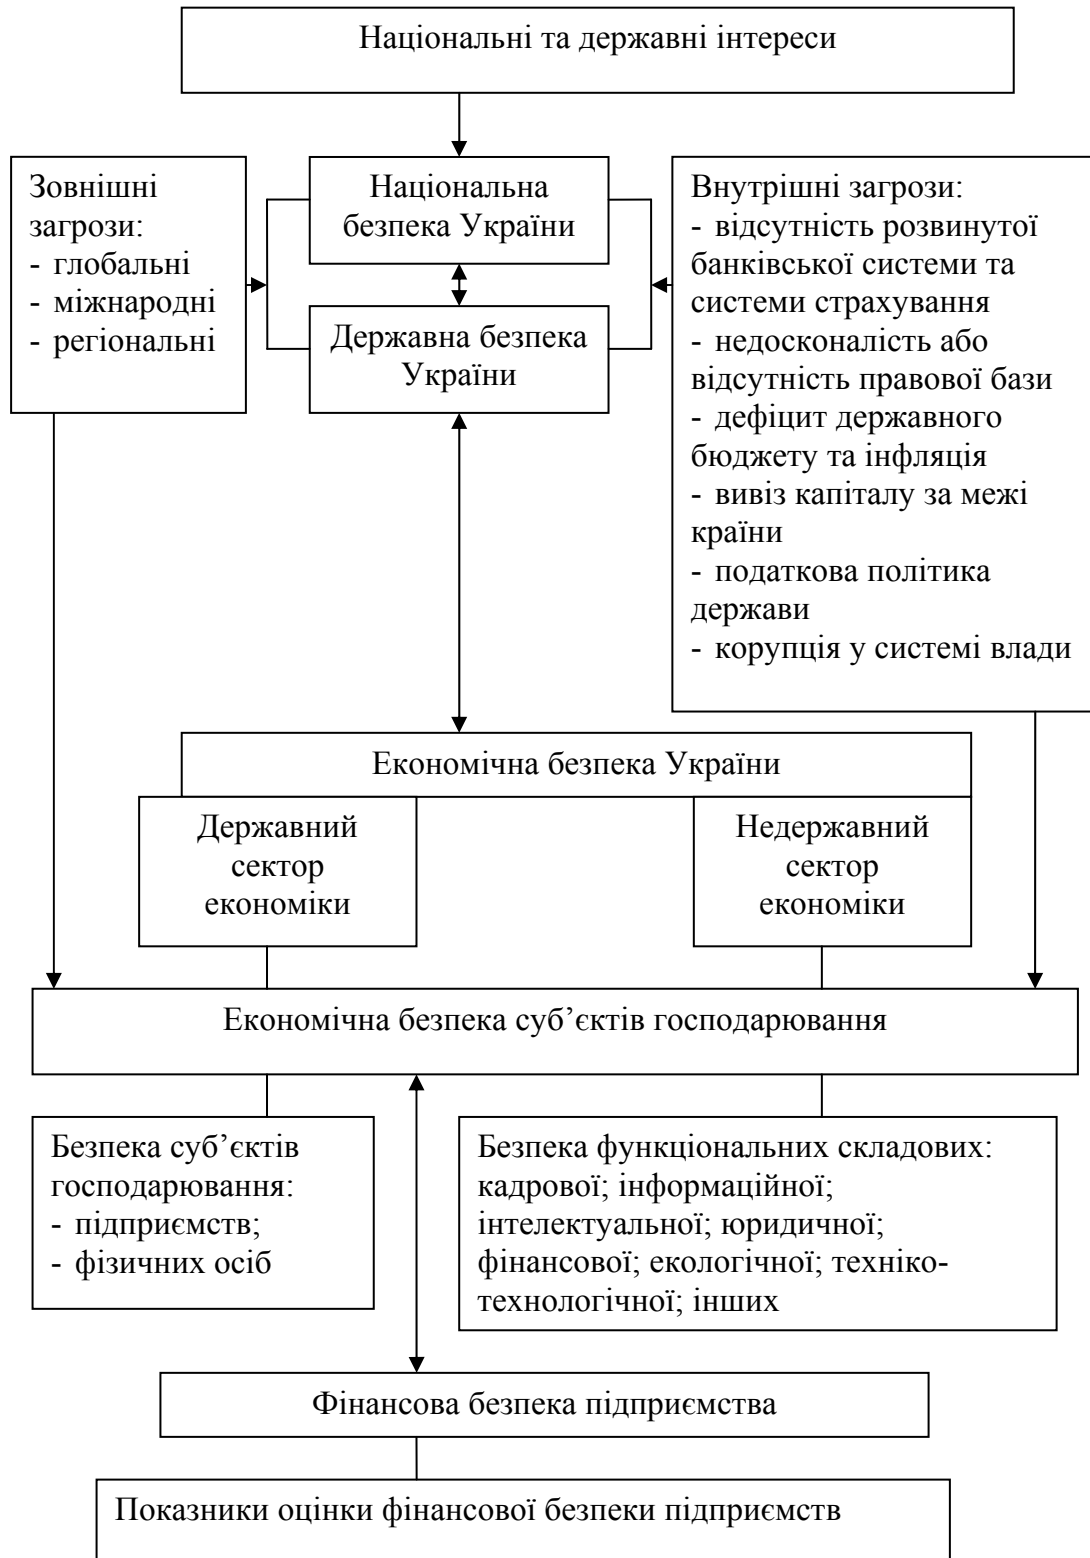 Національні та державні інтереси
Зовнішні
загрози:
- глобальні
- міжнародні
- регіональні
Національна
безпека України
Державна безпека
України
Внутрішні загрози:
- відсутність розвинутої
банківської системи та
системи страхування
- недосконалість або
відсутність правової бази
- дефіцит державного
бюджету та інфляція
- вивіз капіталу за межі
країни
- податкова політика
держави
- корупція у системі влади
Економічна безпека України
Державний
сектор
економіки
Недержавний
сектор
економіки
Економічна безпека суб’єктів господарювання
Безпека суб’єктів
господарювання:
- підприємств;
- фізичних осіб
Безпека функціональних складових:
кадрової; інформаційної;
інтелектуальної; юридичної;
фінансової; екологічної; техніко-
технологічної; інших
Фінансова безпека підприємства
Показники оцінки фінансової безпеки підприємств